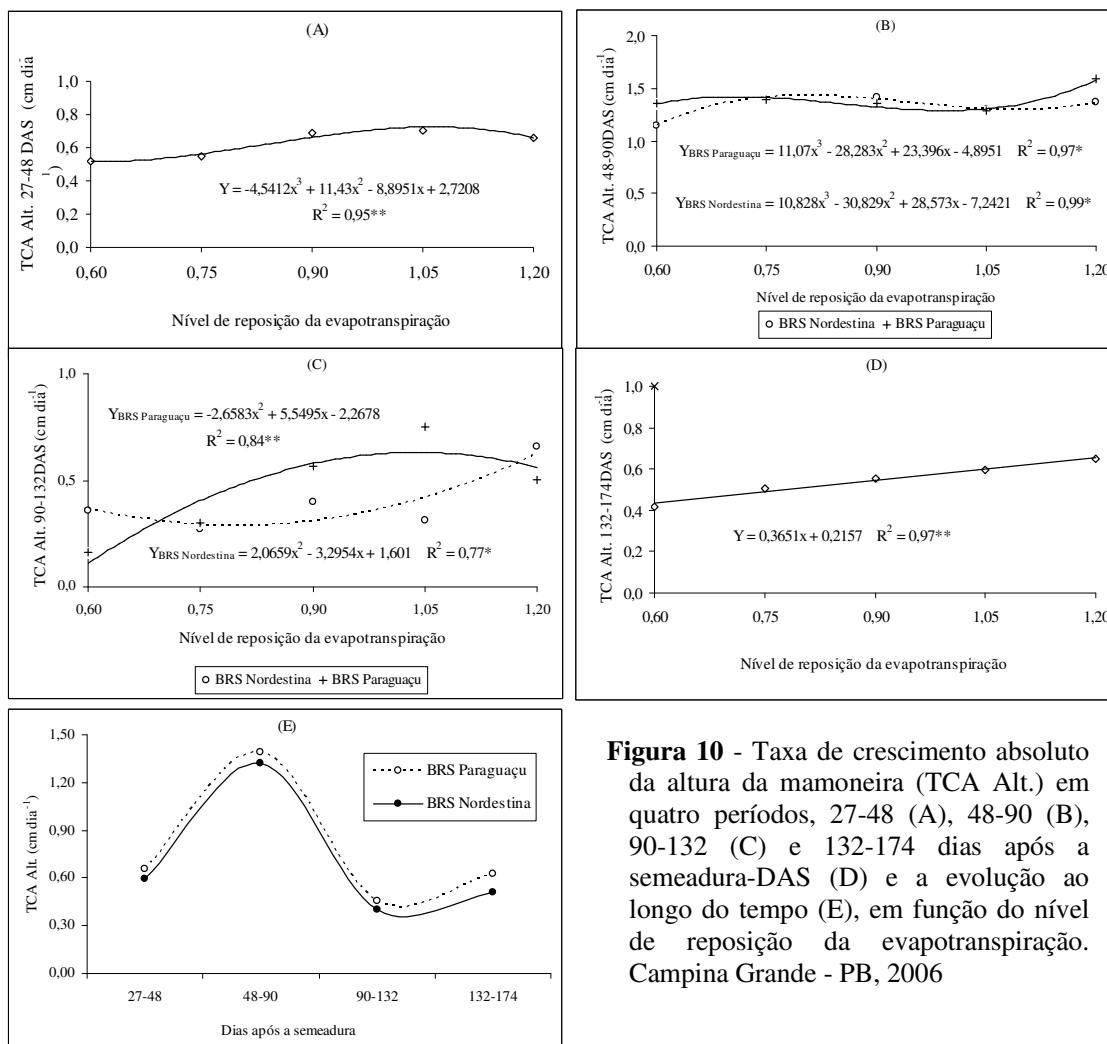 (A)
TCA Alt. 27-48 DAS (cm dia⁻¹)
1,0
0,8
0,6
0,4
0,2
0,0
Y = -4,5412x³ + 11,43x² - 8,8951x + 2,7208
R² = 0,95**
0,60 0,75 0,90 1,05 1,20
Nível de reposição da evapotranspiração
(B)
TCA Alt. 48-90DAS (cm dia⁻¹)
2,0
1,5
1,0
0,5
0,0
Y BRS Paraguaçu = 11,07x³ - 28,283x² + 23,396x - 4,8951 R² = 0,97*
Y BRS Nordestina = 10,828x³ - 30,829x² + 28,573x - 7,2421 R² = 0,99*
0,60 0,75 0,90 1,05 1,20
Nível de reposição da evapotranspiração
BRS Nordestina + BRS Paraguaçu
(C)
TCA Alt. 90-132DAS (cm dia⁻¹)
1,0
0,5
0,0
Y BRS Paraguaçu = -2,6583x² + 5,5495x - 2,2678
R² = 0,84**
Y BRS Nordestina = 2,0659x² - 3,2954x + 1,601 R² = 0,77*
0,60 0,75 0,90 1,05 1,20
Nível de reposição da evapotranspiração
BRS Nordestina + BRS Paraguaçu
(D)
TCA Alt. 132-174DAS (cm dia⁻¹)
1,0
0,8
0,6
0,4
0,2
0,0
Y = 0,3651x + 0,2157 R² = 0,97**
0,60 0,75 0,90 1,05 1,20
Nível de reposição da evapotranspiração
(E)
TCA Alt. (cm dia⁻¹)
1,50
1,20
0,90
0,60
0,30
0,00
BRS Paraguaçu
BRS Nordestina
27-48 48-90 90-132 132-174
Dias após a semeadura
Figura 10 - Taxa de crescimento absoluto
da altura da mamoneira (TCA Alt.) em
quatro períodos, 27-48 (A), 48-90 (B),
90-132 (C) e 132-174 dias após a
semeadura-DAS (D) e a evolução ao
longo do tempo (E), em função do nível
de reposição da evapotranspiração.
Campina Grande - PB, 2006